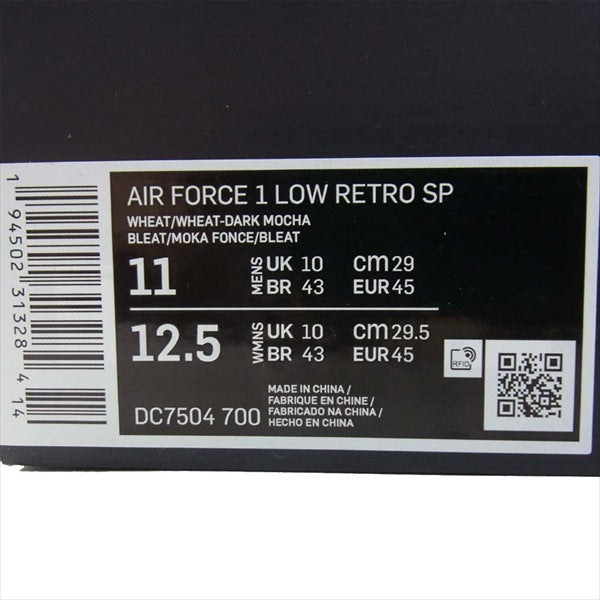 AIR FORCE 1 LOW RETRO SP
WHEAT/WHEAT-DARK MOCHA
BLEAT/MOKA FONCE/BLEAT
11 MENS UK 10 CM 29
BR 43 EUR 45
12.5 WMNS UK 10 CM 29.5
BR 43 EUR 45
RFID
DC7504 700
MADE IN CHINA /
FABRIQUE EN CHINE /
FABRICADO NA CHINA /
HECHO EN CHINA
1 94502 31328 4 14